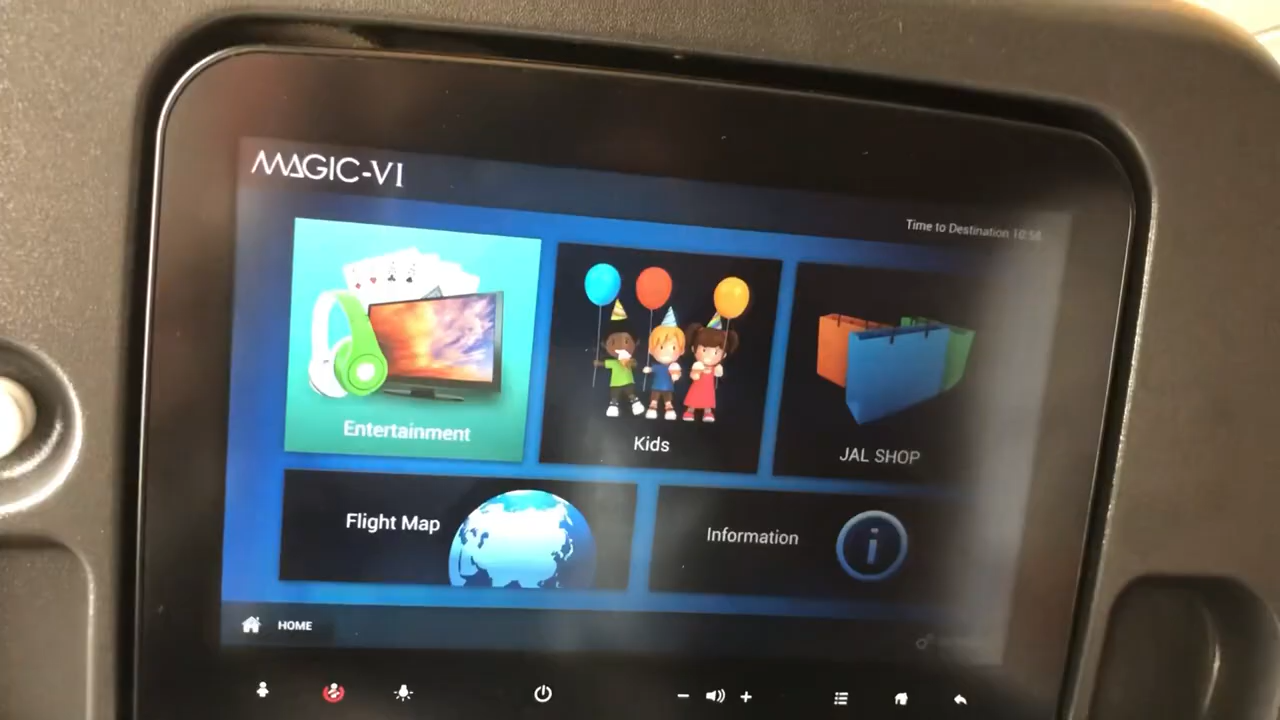 MAGIC-VI
Time to Destination 10:58
Entertainment
Kids
JAL SHOP
Flight Map
Information
i
HOME